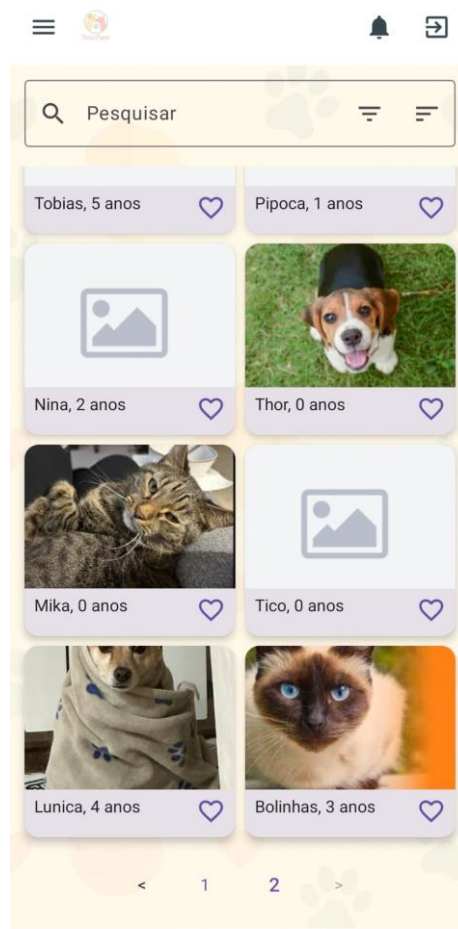 Pesquisar
Tobias, 5 anos
Pipoca, 1 anos
Nina, 2 anos
Thor, 0 anos
Mika, 0 anos
Tico, 0 anos
Lunica, 4 anos
Bolinhas, 3 anos
< 1 2 >